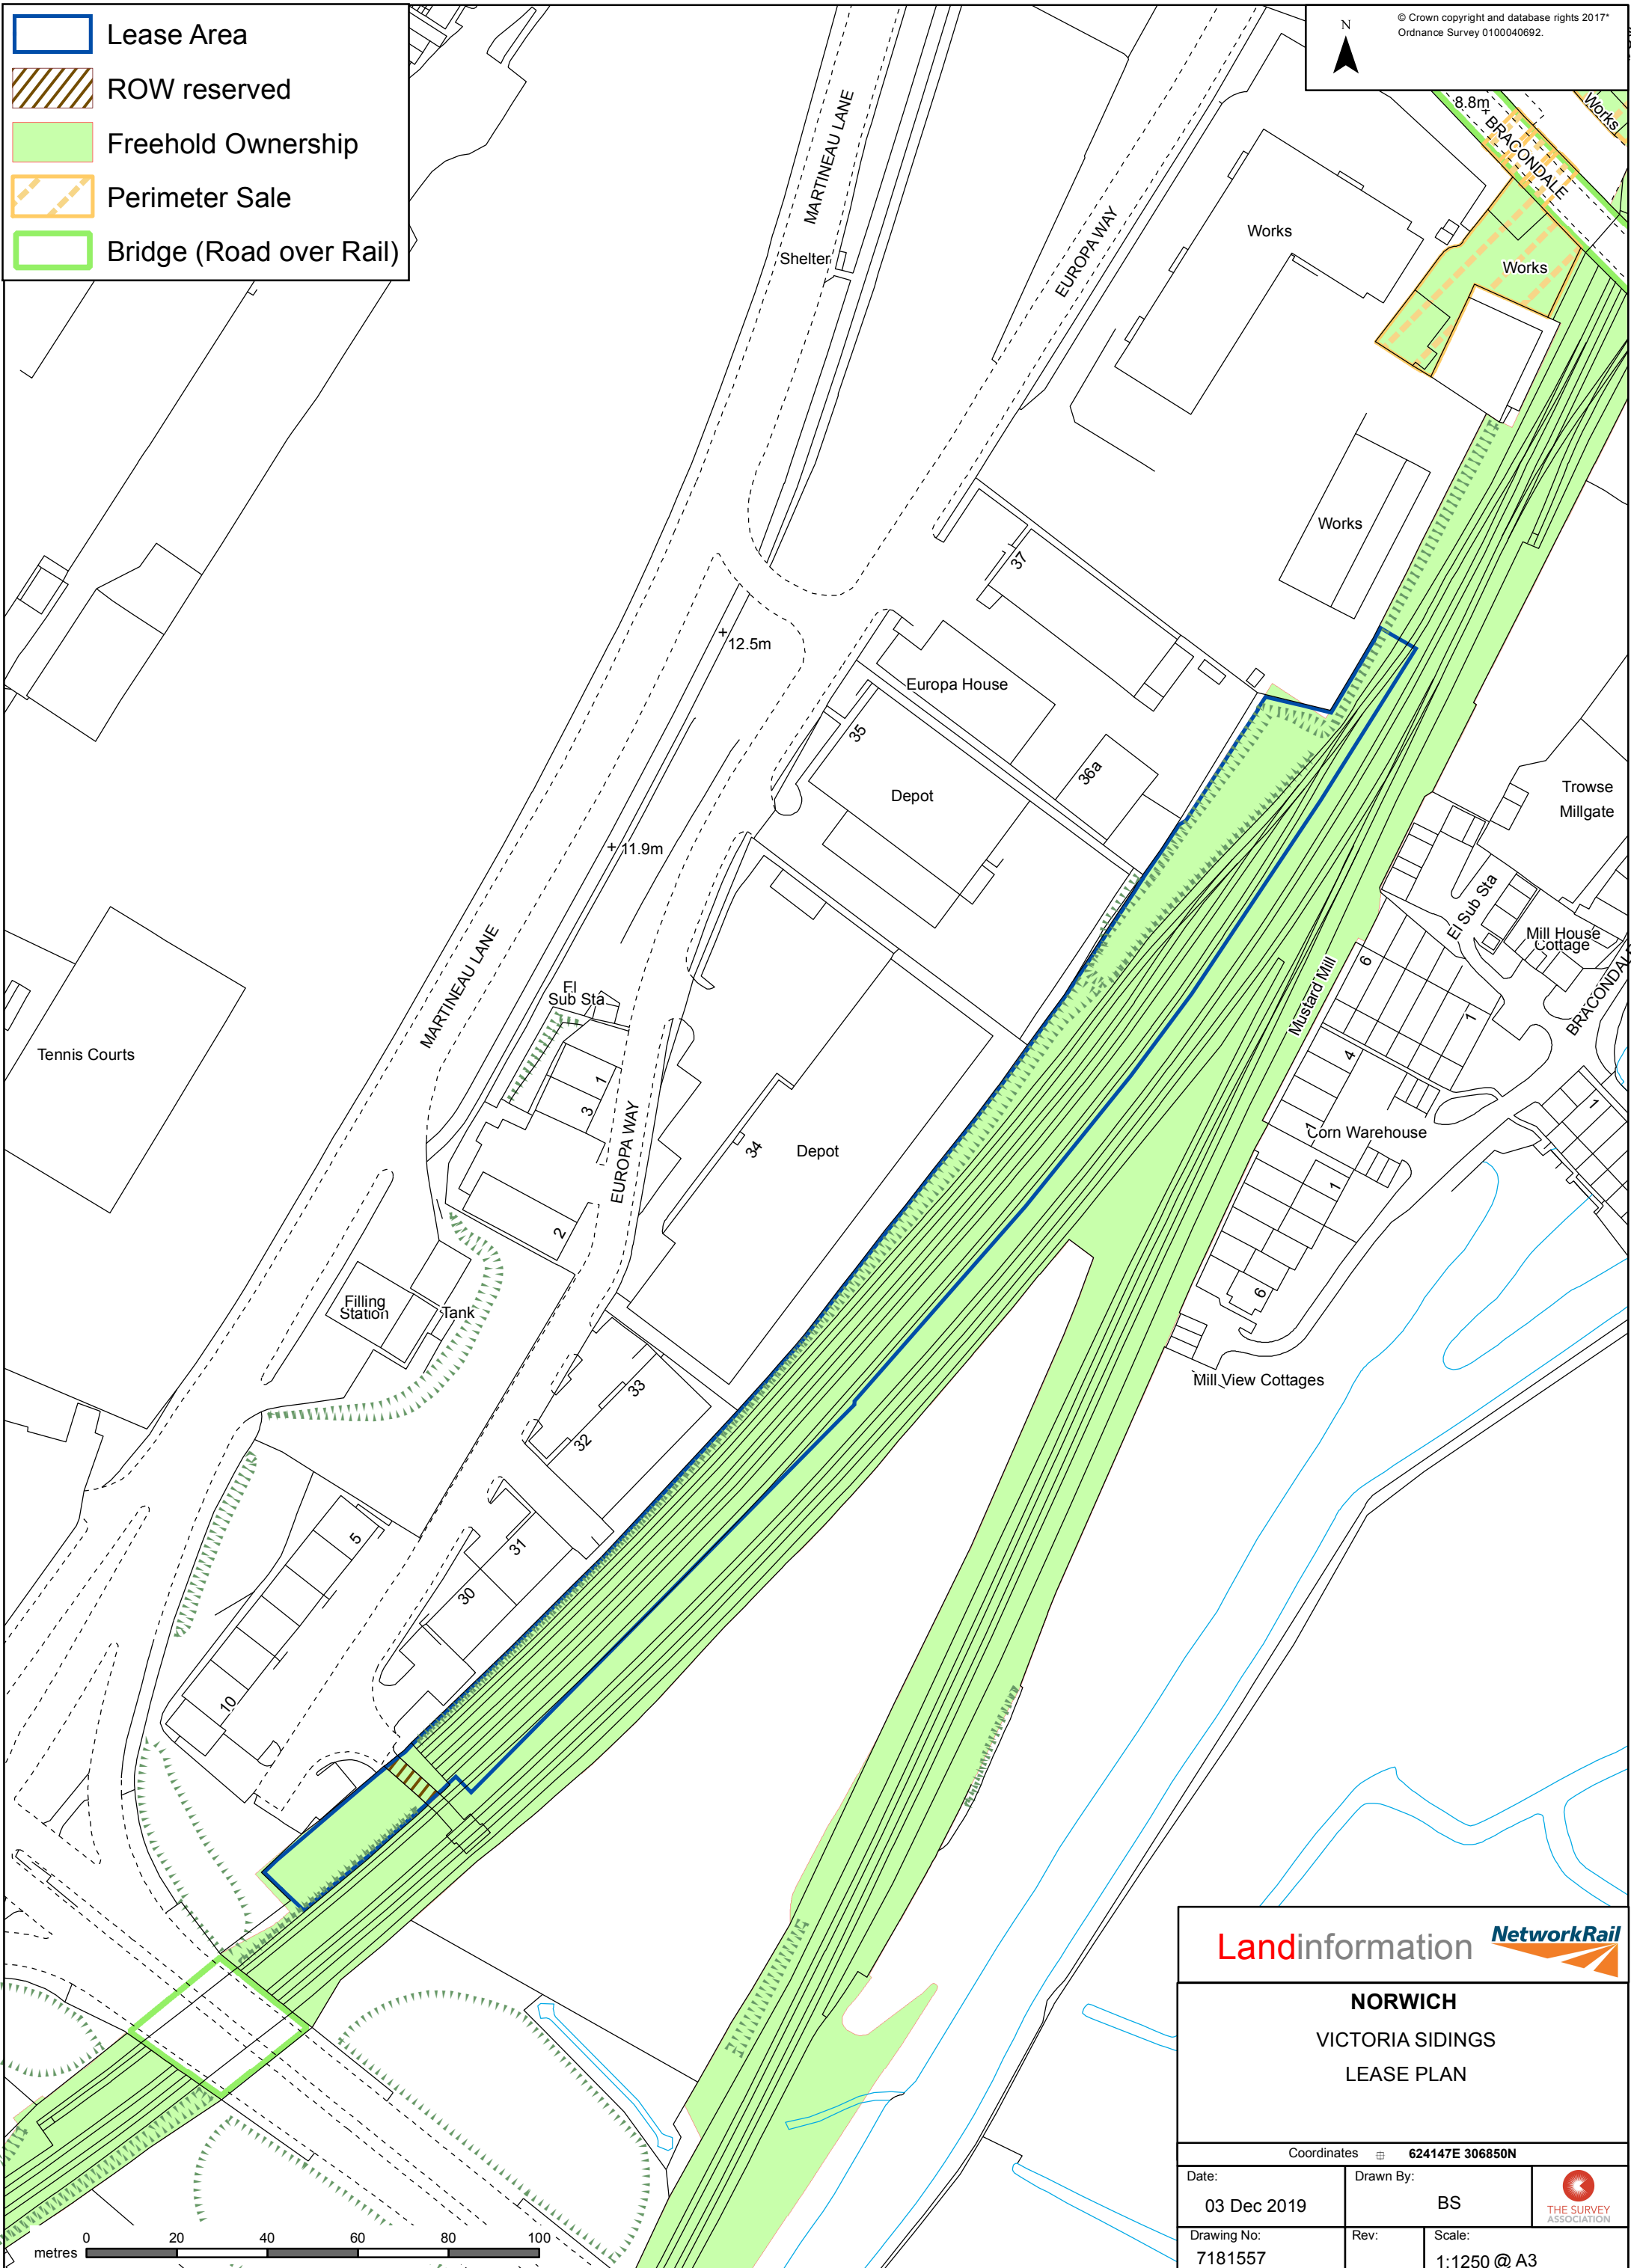 Lease Area
ROW reserved
Freehold Ownership
Perimeter Sale
Bridge (Road over Rail)
N
© Crown copyright and database rights 2017*
Ordnance Survey 0100040692.
8.8m
BRACONDALE
Works
MARTINEAU LANE
Shelter
EUROPA WAY
Works
Works
Works
37
12.5m
Europa House
35
36a
Depot
Trowse
Millgate
11.9m
MARTINEAU LANE
El Sub Sta
Mill House
Cottage
BRACONDALE
Mustard Mill
6
1
4
1
Corn Warehouse
1
1
6
Mill View Cottages
Tennis Courts
El
Sub Sta
1
3
2
EUROPA WAY
34
Depot
Filling
Station
Tank
33
32
31
30
5
10
Landinformation
NetworkRail
NORWICH
VICTORIA SIDINGS
LEASE PLAN
Coordinates 624147E 306850N
Date:
03 Dec 2019
Drawn By:
BS
THE SURVEY
ASSOCIATION
Drawing No:
7181557
Rev:
Scale:
1:1250 @ A3
metres
0 20 40 60 80 100